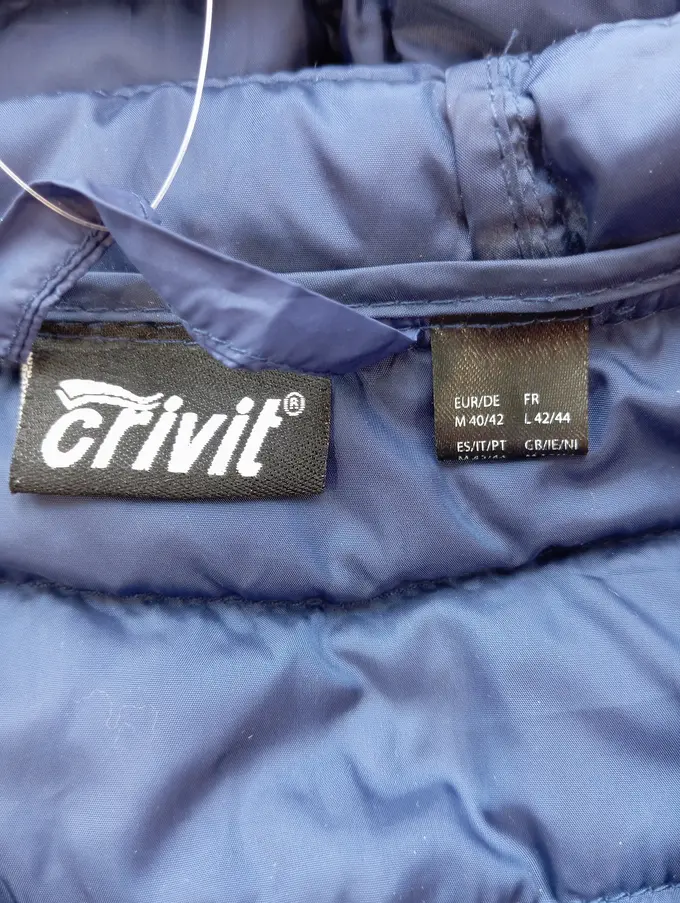 crivit®
EUR/DE FR
M 40/42 L 42/44
ES/IT/PT GB/IE/NI